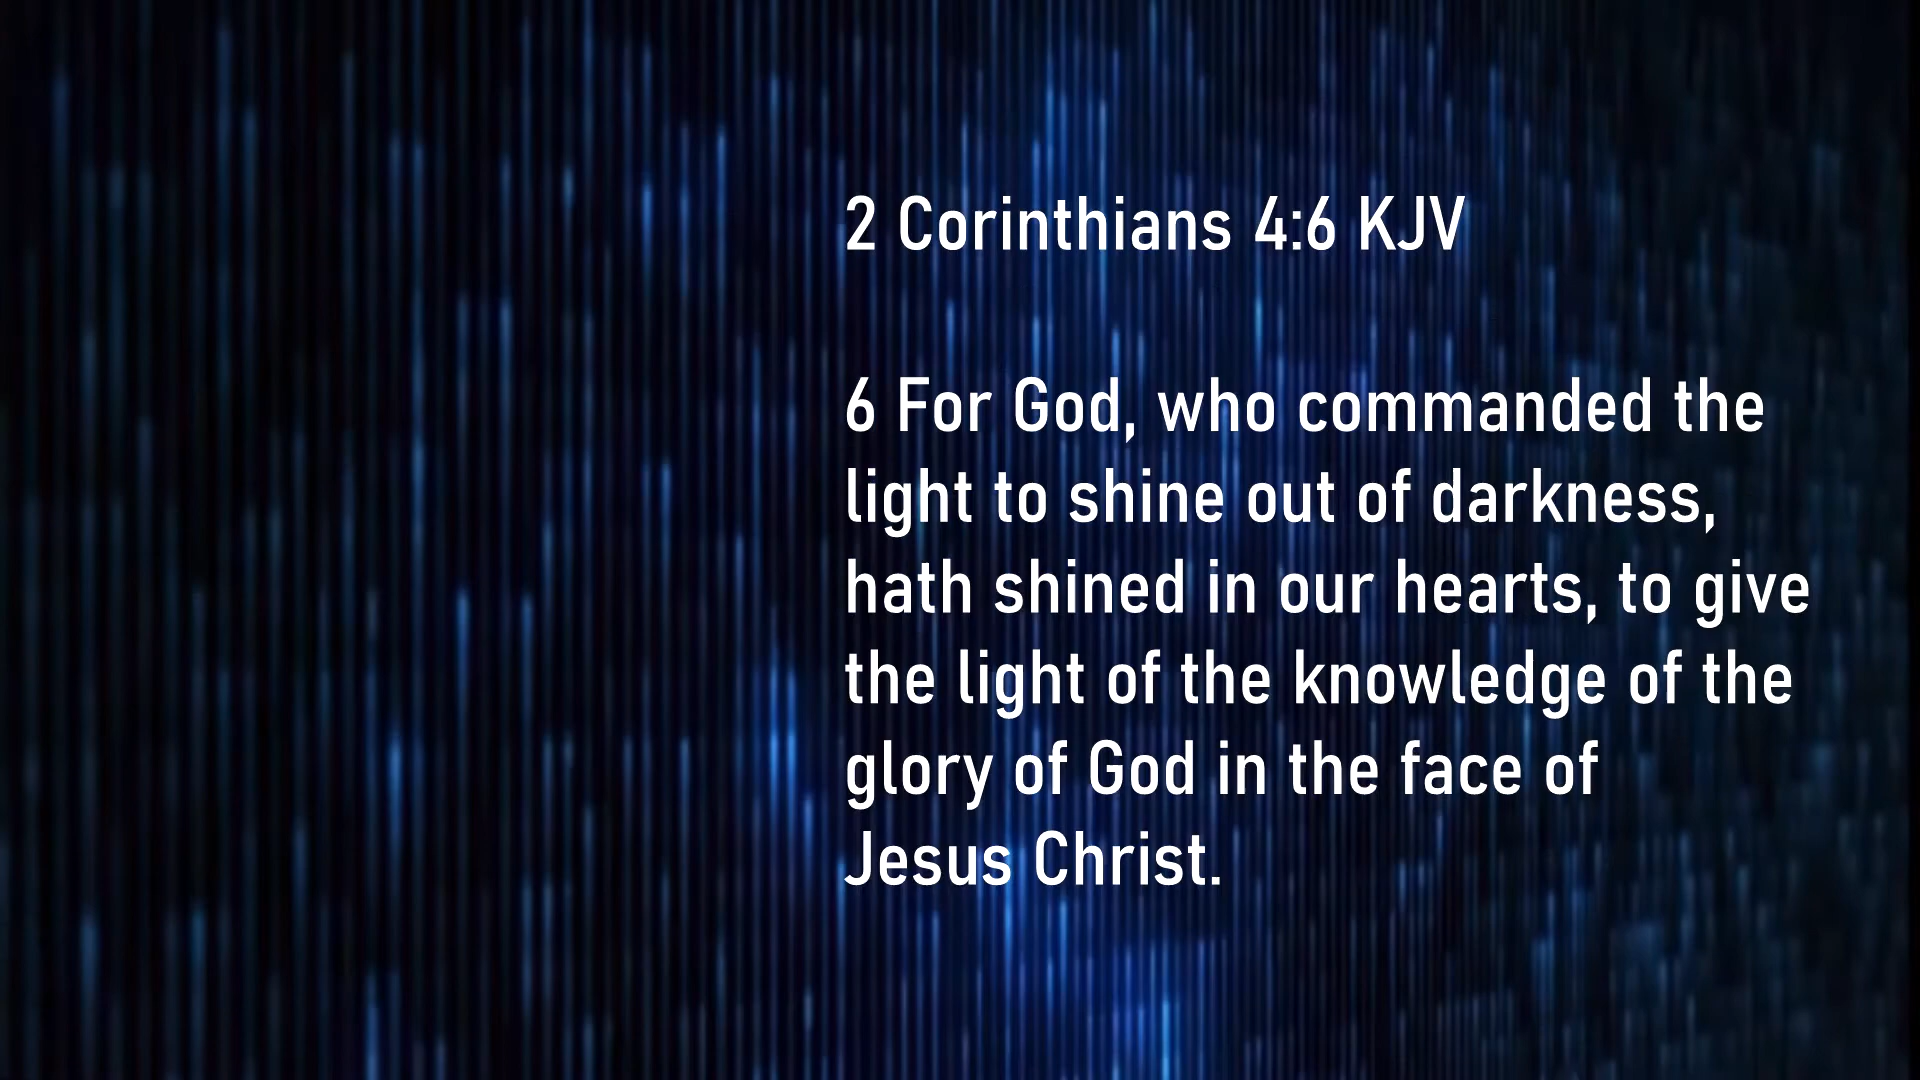 2 Corinthians 4:6 KJV
6 For God, who commanded the
light to shine out of darkness,
hath shined in our hearts, to give
the light of the knowledge of the
glory of God in the face of
Jesus Christ.